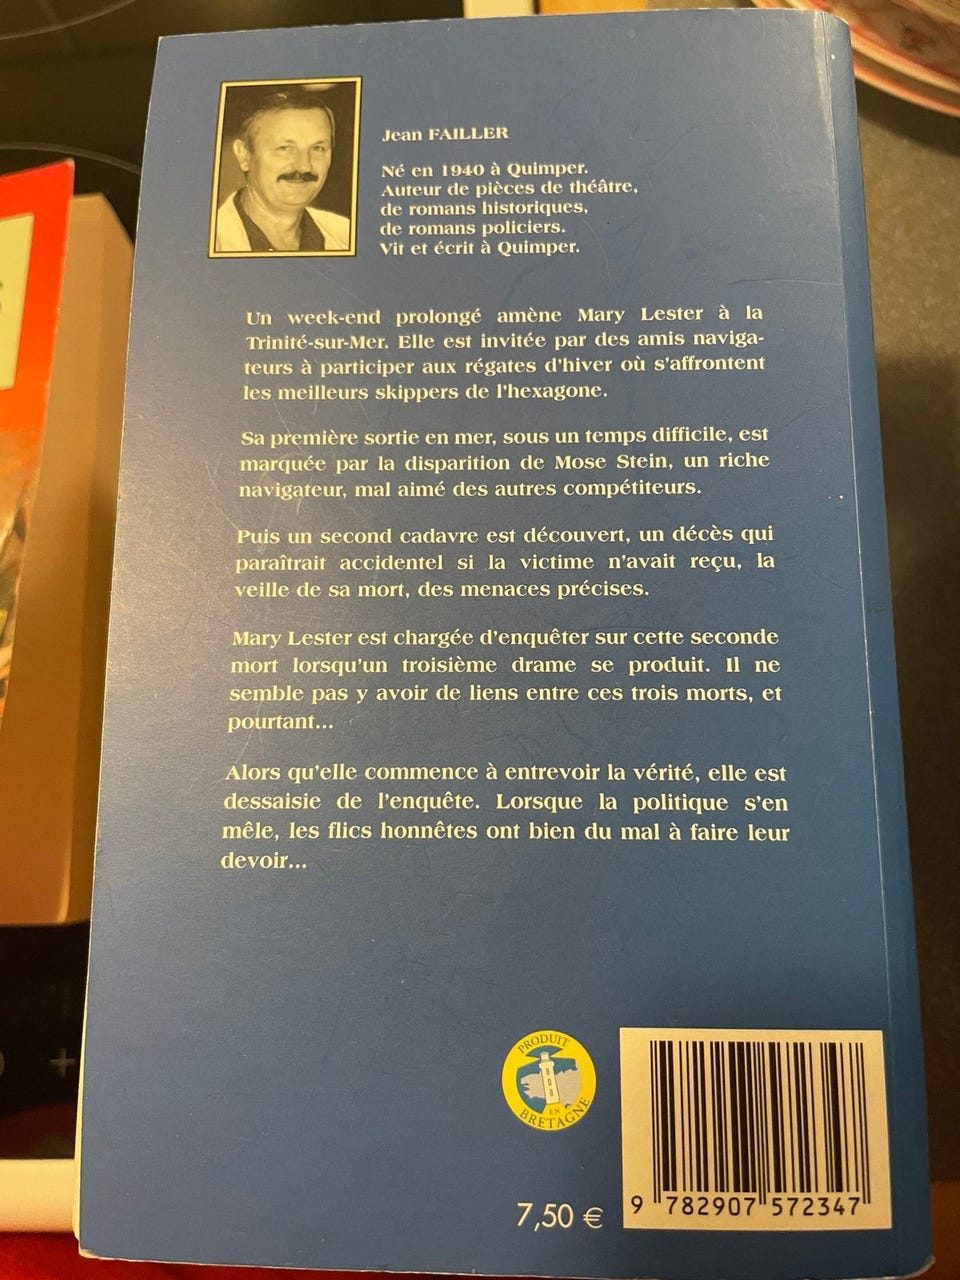 Jean FAILLER
Né en 1940 à Quimper.
Auteur de pièces de théâtre,
de romans historiques,
de romans policiers.
Vit et écrit à Quimper.
Un week-end prolongé amène Mary Lester à la
Trinité-sur-Mer. Elle est invitée par des amis naviga-
teurs à participer aux régates d'hiver où s'affrontent
les meilleurs skippers de l'hexagone.
Sa première sortie en mer, sous un temps difficile, est
marquée par la disparition de Mose Stein, un riche
navigateur, mal aimé des autres compétiteurs.
Puis un second cadavre est découvert, un décès qui
paraîtrait accidentel si la victime n'avait reçu, la
veille de sa mort, des menaces précises.
Mary Lester est chargée d'enquêter sur cette seconde
mort lorsqu'un troisième drame se produit. Il ne
semble pas y avoir de liens entre ces trois morts, et
pourtant...
Alors qu'elle commence à entrevoir la vérité, elle est
dessaisie de l'enquête. Lorsque la politique s'en
mêle, les flics honnêtes ont bien du mal à faire leur
devoir...
PRODUIT
EN
BRETAGNE
7,50 €
9 782907 572347